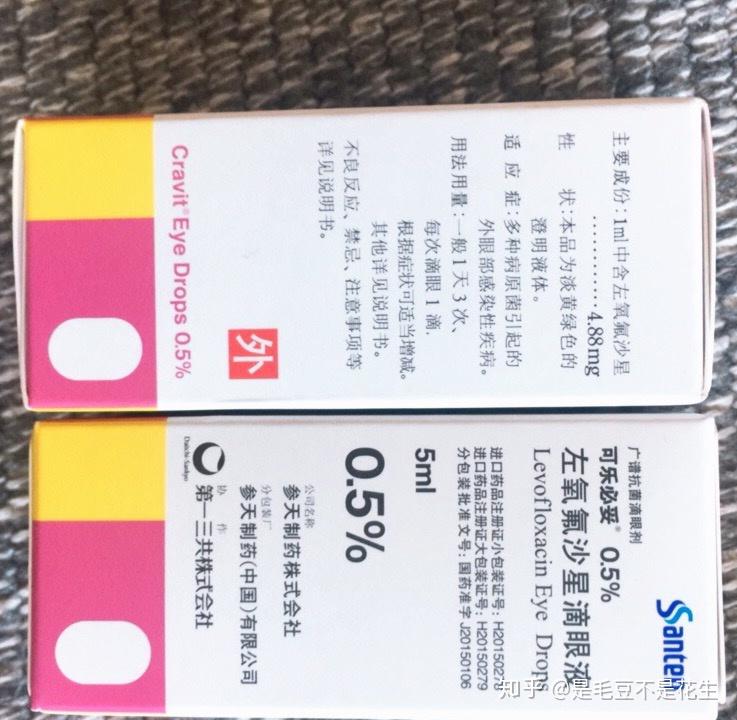 主要成份：1ml中含左氧氟沙星
…………4.88mg
性　状：本品为淡黄绿色的
澄明液体。
适 应 症：多种病原菌引起的
外眼部感染性疾病。
用法用量：一般1天3次、
每次滴眼1滴.
根据症状可适当增减。
其他详见说明书。
不良反应、禁忌、注意事项等
详见说明书。
外
Cravit® Eye Drops 0.5%
Santen
广谱抗菌滴眼剂
可乐必妥® 0.5%
左氧氟沙星滴眼液
Levofloxacin Eye Drops
进口药品注册证小包装证号：H2015027
进口药品注册证大包装证号：H20150279
分包装批准文号：国药准字 J20150106
5ml
0.5%
公司名称
参天制药株式会社
分包装厂
参天制药(中国)有限公司
协 作
第一三共株式会社
Daiichi-Sankyo
知乎 @是毛豆不是花生